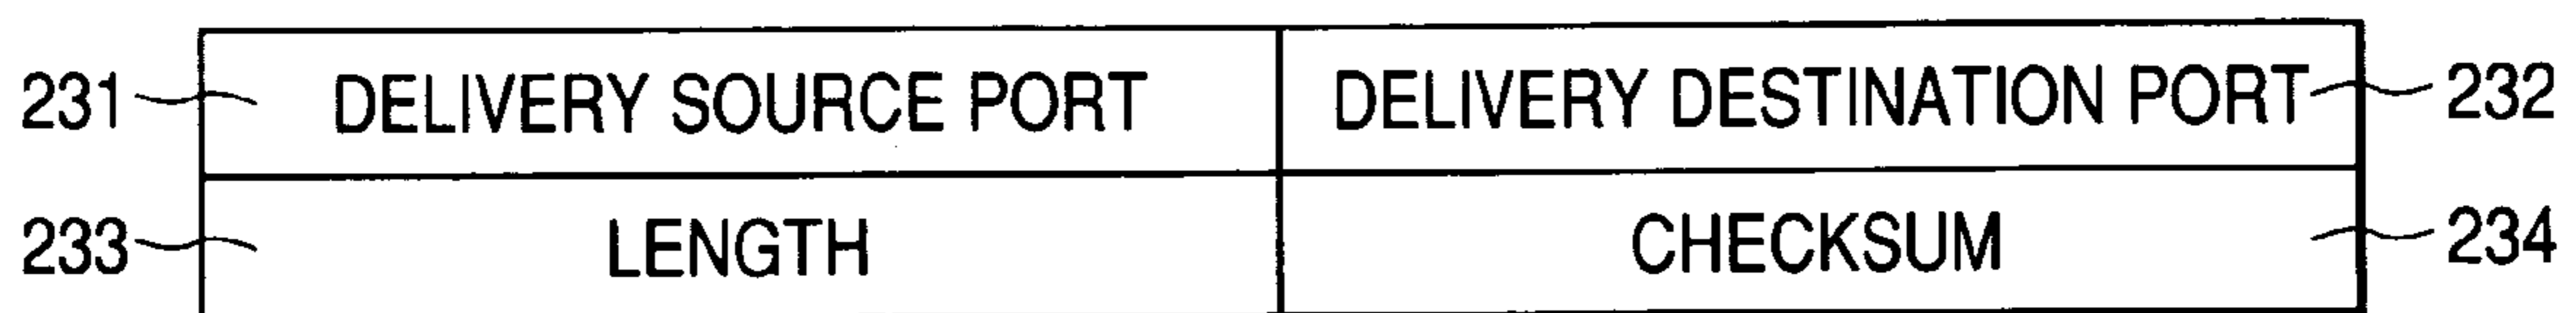 231 DELIVERY SOURCE PORT DELIVERY DESTINATION PORT 232
233 LENGTH CHECKSUM 234